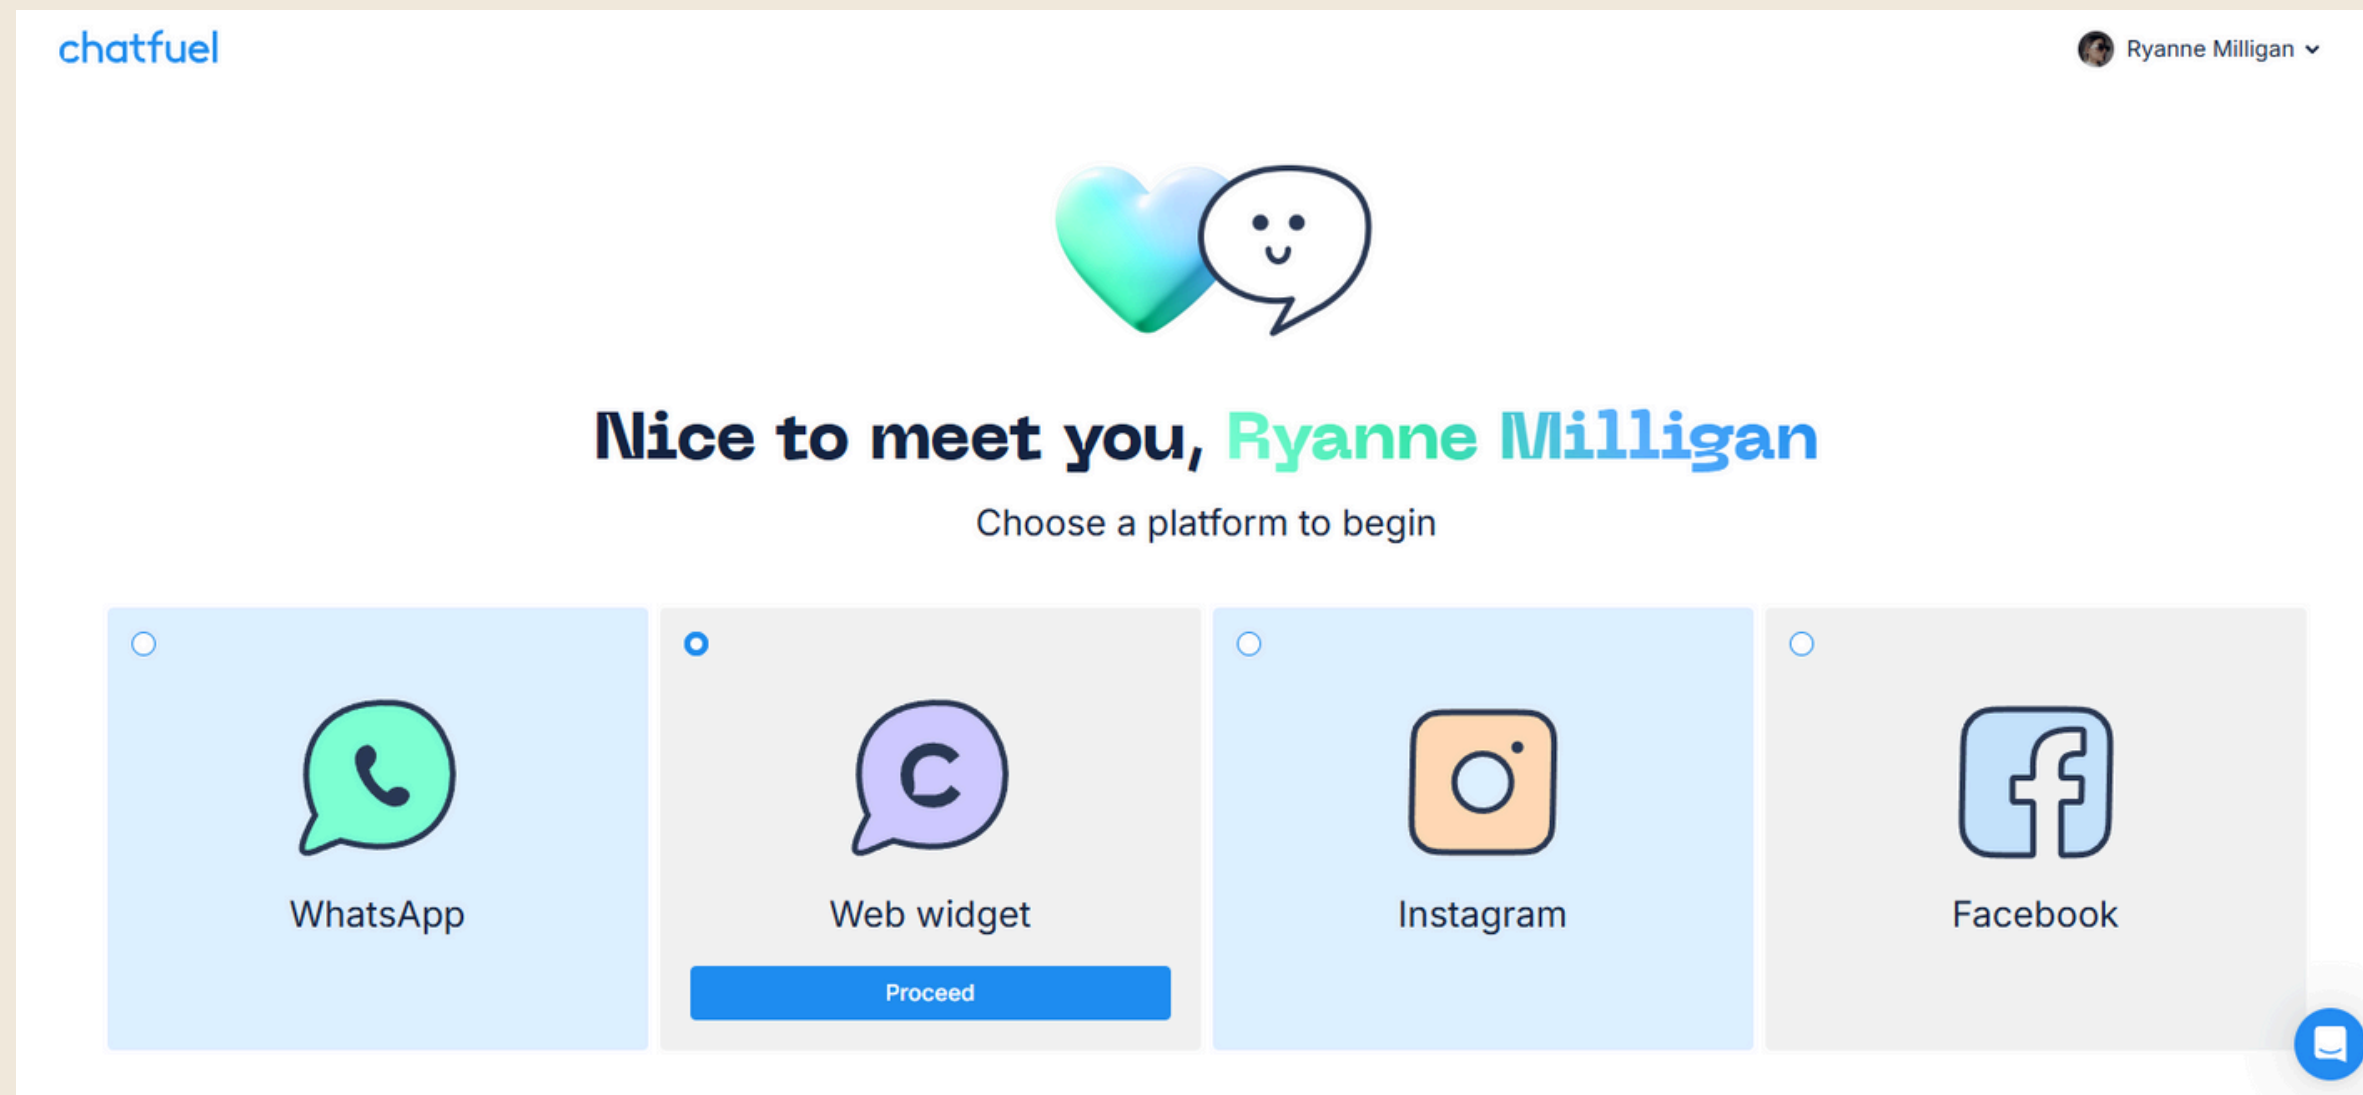 chatfuel
Ryanne Milligan
Nice to meet you, Ryanne Milligan
Choose a platform to begin
WhatsApp
Web widget
Instagram
Facebook
Proceed